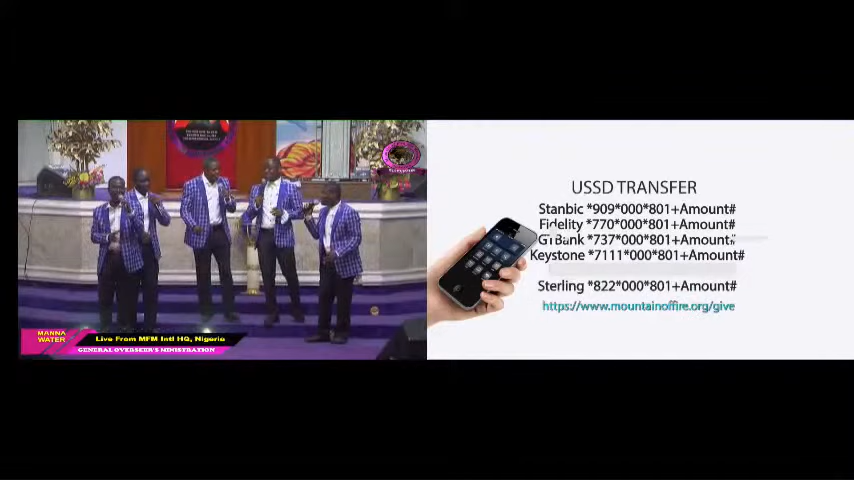 MANNA
WATER
Live From MFM Intl HQ, Nigeria
GENERAL OVERSEER'S MINISTRATION
USSD TRANSFER
Stanbic *909*000*801+Amount#
Fidelity *770*000*801+Amount#
GTBank *737*000*801+Amount#
Keystone *7111*000*801+Amount#
Sterling *822*000*801+Amount#
https://www.mountainoffire.org/give